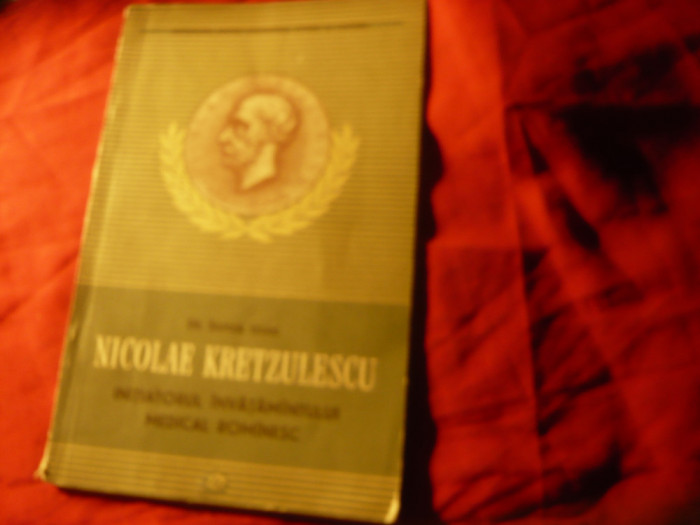 NICOLAE KRETZULESCU
INIȚIATORUL ÎNVĂȚĂMÎNTULUI
MEDICAL ROMÎNESC